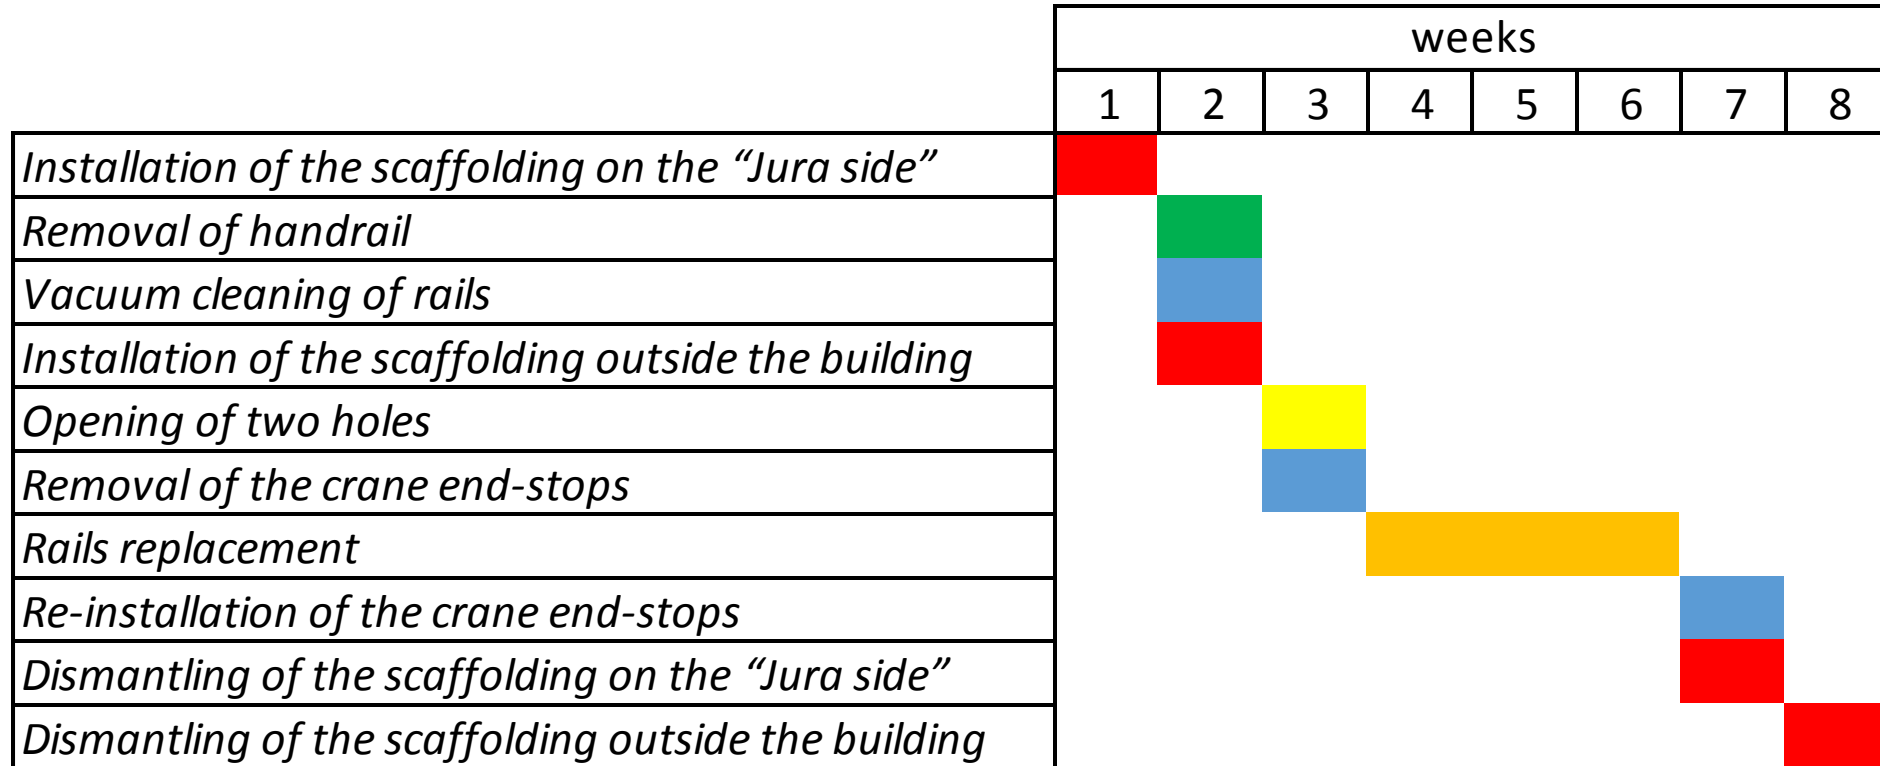 weeks
1 2 3 4 5 6 7 8
Installation of the scaffolding on the “Jura side”
Removal of handrail
Vacuum cleaning of rails
Installation of the scaffolding outside the building
Opening of two holes
Removal of the crane end-stops
Rails replacement
Re-installation of the crane end-stops
Dismantling of the scaffolding on the “Jura side”
Dismantling of the scaffolding outside the building